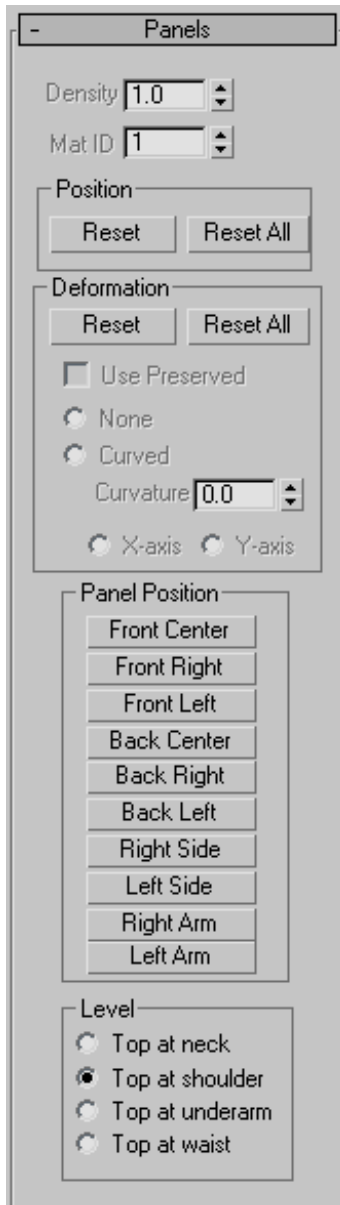 - Panels
Density 1.0
Mat ID 1
Position
Reset Reset All
Deformation
Reset Reset All
Use Preserved
None
Curved
Curvature 0.0
X-axis Y-axis
Panel Position
Front Center
Front Right
Front Left
Back Center
Back Right
Back Left
Right Side
Left Side
Right Arm
Left Arm
Level
Top at neck
Top at shoulder
Top at underarm
Top at waist